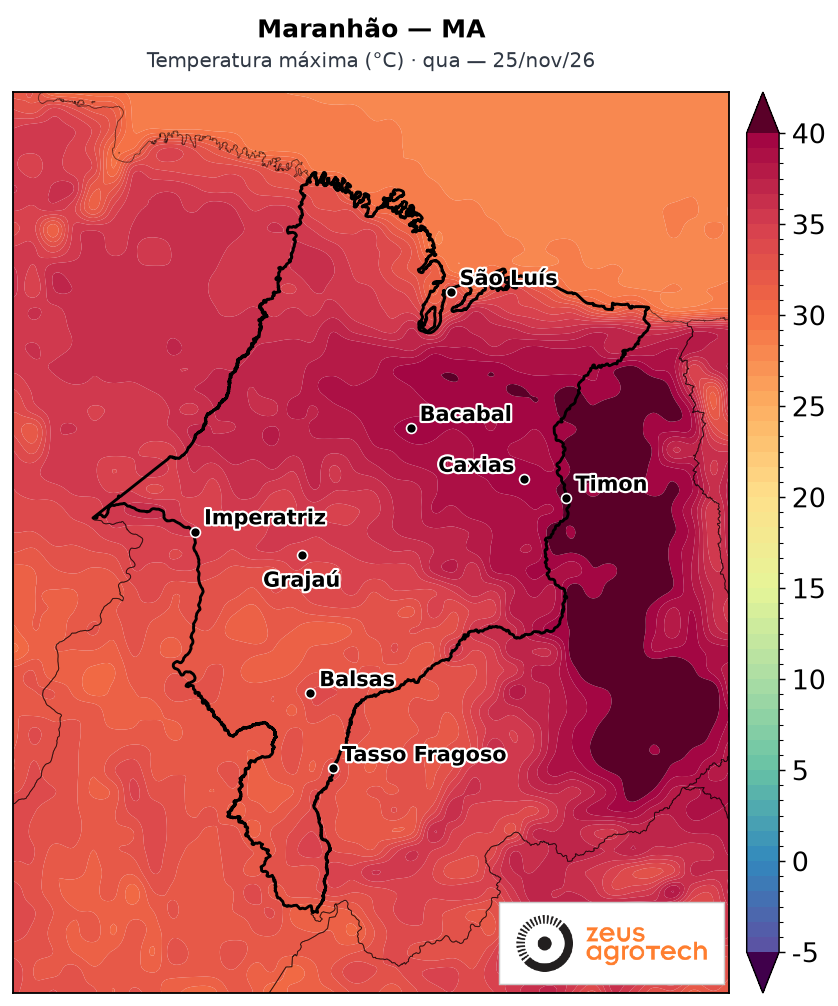 Maranhão — MA
Temperatura máxima (°C) · qua — 25/nov/26
São Luís
Bacabal
Caxias
Timon
Imperatriz
Grajaú
Balsas
Tasso Fragoso
40
35
30
25
20
15
10
5
0
-5
zeus
agrotech